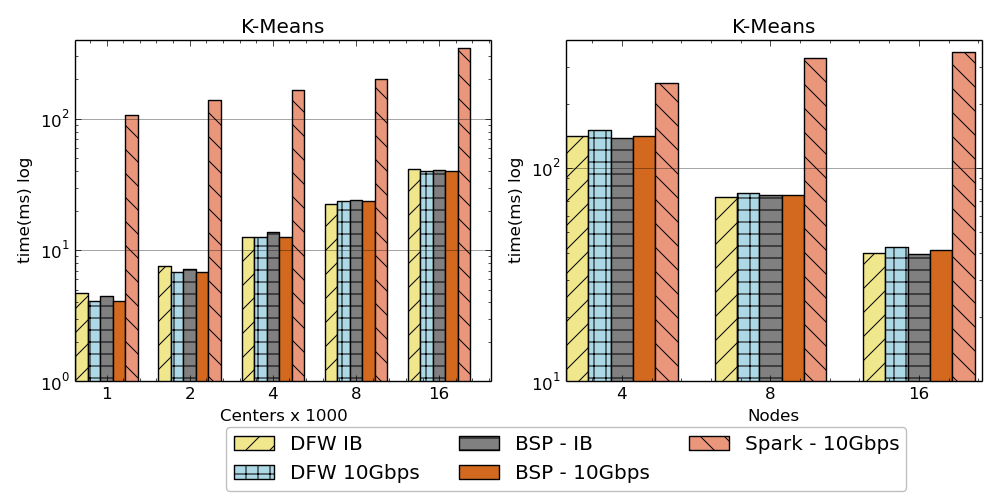 K-Means
K-Means
time(ms) log
10^2
10^1
10^0
1 2 4 8 16
Centers x 1000
time(ms) log
10^2
10^1
4 8 16
Nodes
DFW IB
DFW 10Gbps
BSP - IB
BSP - 10Gbps
Spark - 10Gbps